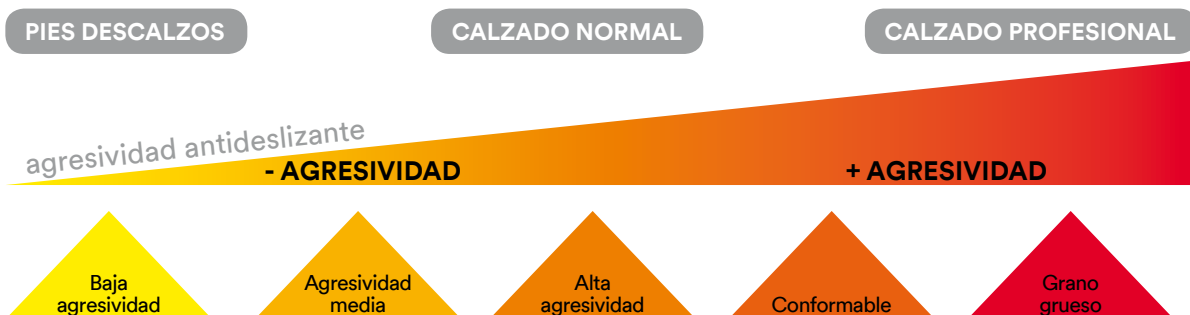 PIES DESCALZOS
CALZADO NORMAL
CALZADO PROFESIONAL
agresividad antideslizante
- AGRESIVIDAD
+ AGRESIVIDAD
Baja
agresividad
Agresividad
media
Alta
agresividad
Conformable
Grano
grueso